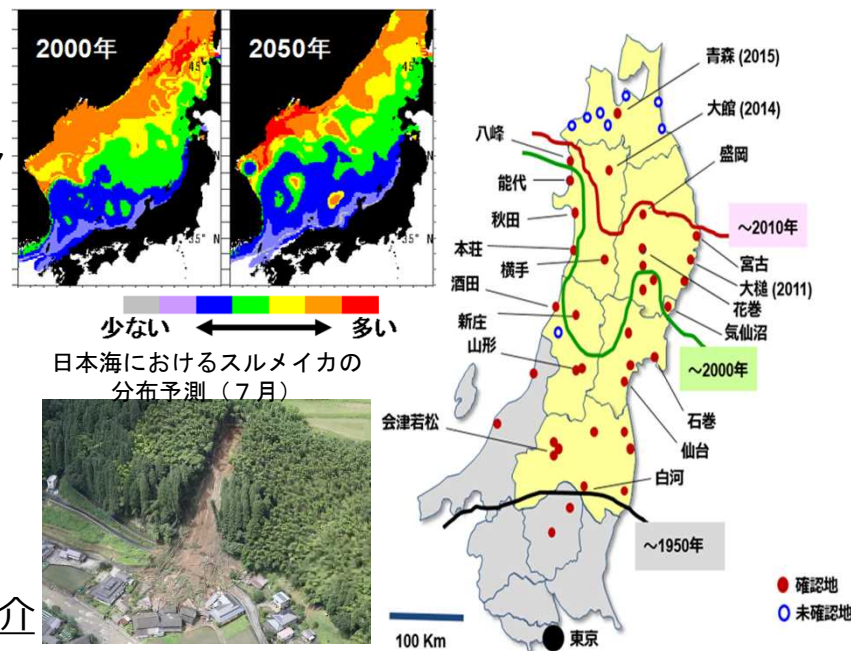 2000年
2050年
45°N
35°N
少ない
多い
日本海におけるスルメイカの
分布予測（７月）
介
青森 (2015)
大館 (2014)
八峰
盛岡
能代
秋田
～2010年
本荘
宮古
横手
大槌 (2011)
酒田
花巻
新庄
気仙沼
山形
～2000年
石巻
会津若松
仙台
白河
～1950年
確認地
未確認地
100 Km
東京